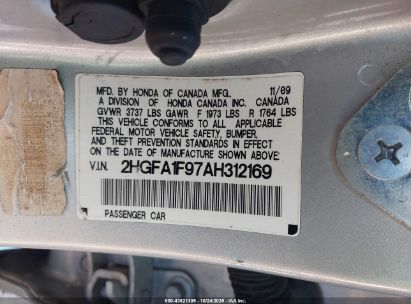 MFD. BY HONDA OF CANADA MFG. 11/09
A DIVISION OF HONDA CANADA INC. CANADA
GVWR 3737 LBS GAWR F 1973 LBS R 1764 LBS
THIS VEHICLE CONFORMS TO ALL APPLICABLE
FEDERAL MOTOR VEHICLE SAFETY, BUMPER,
AND THEFT PREVENTION STANDARDS IN EFFECT
ON THE DATE OF MANUFACTURE SHOWN ABOVE.
V.I.N. 2HGFA1F97AH312169
PASSENGER CAR